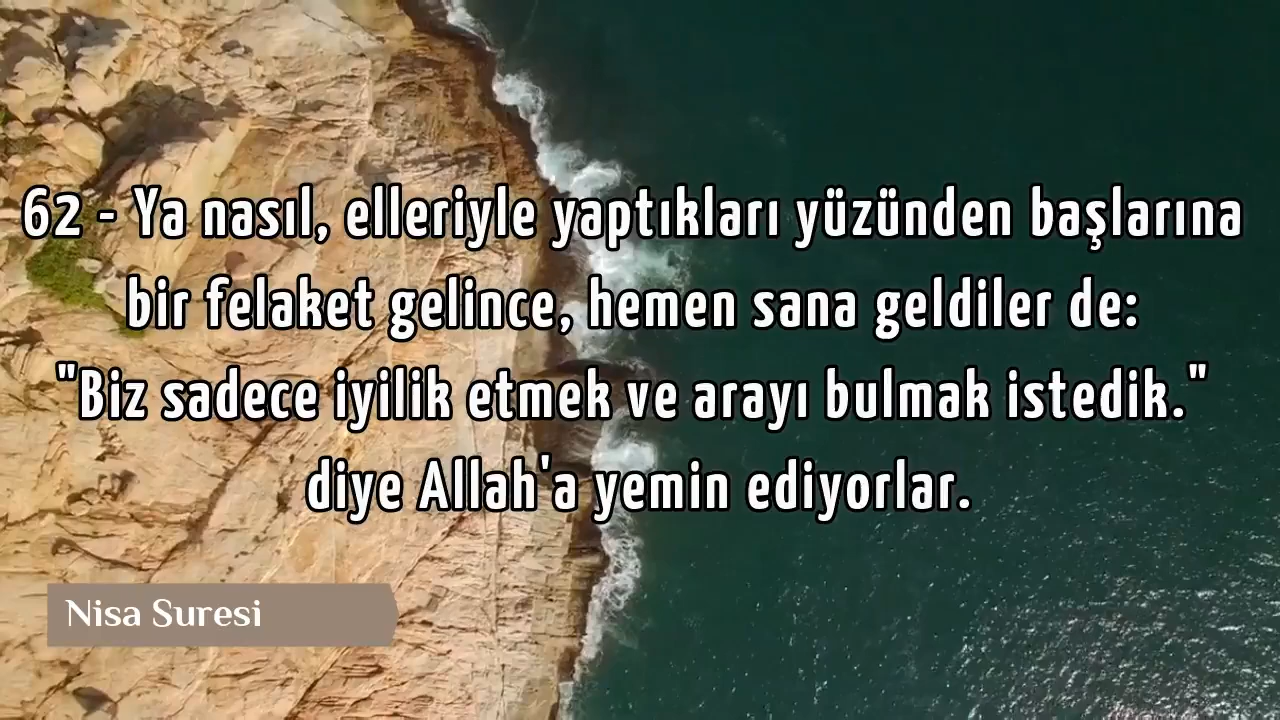 62 - Ya nasıl, elleriyle yaptıkları yüzünden başlarına
bir felaket gelince, hemen sana geldiler de:
"Biz sadece iyilik etmek ve arayı bulmak istedik."
diye Allah'a yemin ediyorlar.
Nisa Suresi